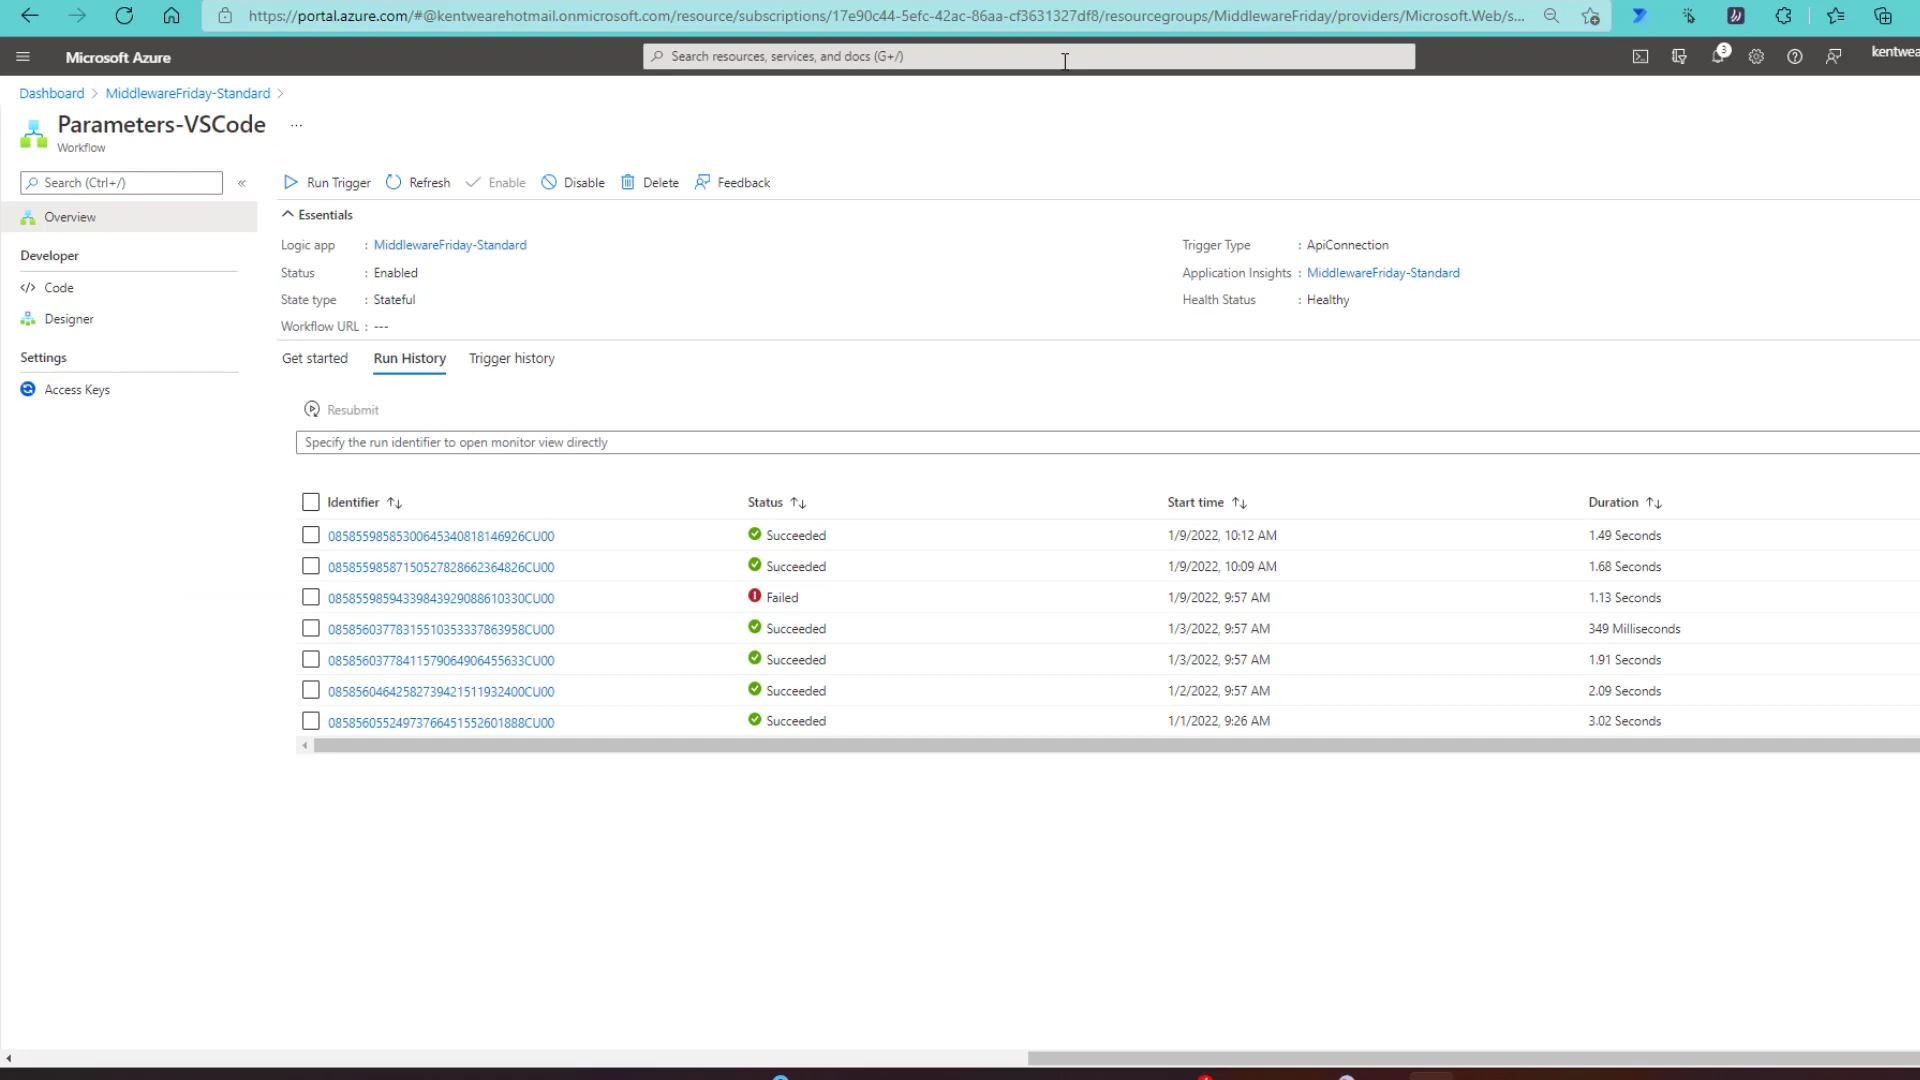 https://portal.azure.com/#@kentwearehotmail.onmicrosoft.com/resource/subscriptions/17e90c44-5efc-42ac-86aa-cf3631327df8/resourcegroups/MiddlewareFriday/providers/Microsoft.Web/s...
Microsoft Azure
Search resources, services, and docs (G+/)
3
kentwea
Dashboard > MiddlewareFriday-Standard >
Parameters-VSCode ...
Workflow
Search (Ctrl+/) «
Run Trigger Refresh Enable Disable Delete Feedback
Overview
Developer
Code
Designer
Settings
Access Keys
Essentials
Logic app : MiddlewareFriday-Standard
Status : Enabled
State type : Stateful
Workflow URL : ---
Trigger Type : ApiConnection
Application Insights : MiddlewareFriday-Standard
Health Status : Healthy
Get started Run History Trigger history
Resubmit
Specify the run identifier to open monitor view directly
Identifier Status Start time Duration
08585598585300645340818146926CU00 Succeeded 1/9/2022, 10:12 AM 1.49 Seconds
08585598587150527828662364826CU00 Succeeded 1/9/2022, 10:09 AM 1.68 Seconds
08585598594339843929088610330CU00 Failed 1/9/2022, 9:57 AM 1.13 Seconds
08585603778315510353337863958CU00 Succeeded 1/3/2022, 9:57 AM 349 Milliseconds
08585603778411579064906455633CU00 Succeeded 1/3/2022, 9:57 AM 1.91 Seconds
08585604642582739421511932400CU00 Succeeded 1/2/2022, 9:57 AM 2.09 Seconds
08585605524973766451552601888CU00 Succeeded 1/1/2022, 9:26 AM 3.02 Seconds